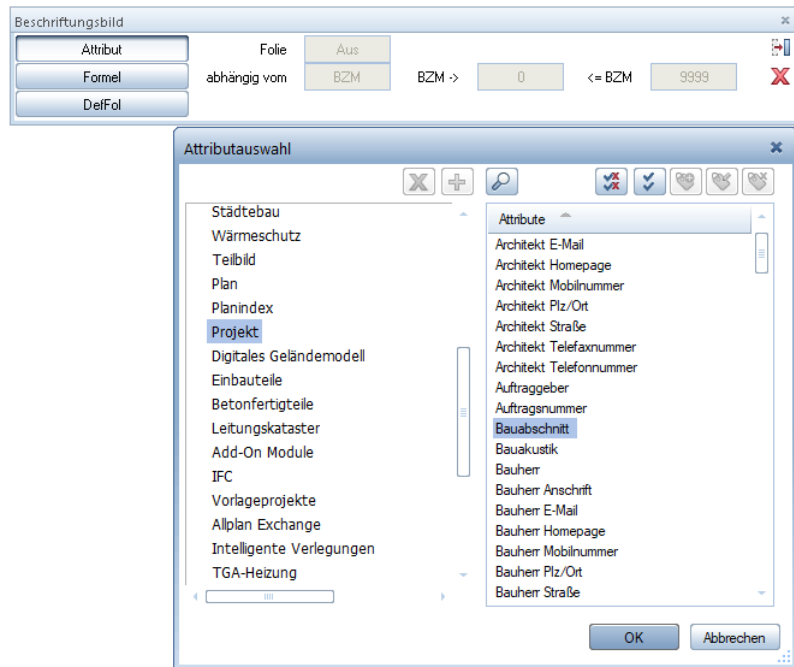 Beschriftungsbild
Attribut Folie Aus
Formel abhängig vom BZM BZM -> 0 <= BZM 9999
DefFol
Attributauswahl
Städtebau
Wärmeschutz
Teilbild
Plan
Planindex
Projekt
Digitales Geländemodell
Einbauteile
Betonfertigteile
Leitungskataster
Add-On Module
IFC
Vorlageprojekte
Allplan Exchange
Intelligente Verlegungen
TGA-Heizung
Attribute
Architekt E-Mail
Architekt Homepage
Architekt Mobilnummer
Architekt Plz/Ort
Architekt Straße
Architekt Telefaxnummer
Architekt Telefonnummer
Auftraggeber
Auftragsnummer
Bauabschnitt
Bauakustik
Bauherr
Bauherr Anschrift
Bauherr E-Mail
Bauherr Homepage
Bauherr Mobilnummer
Bauherr Plz/Ort
Bauherr Straße
OK Abbrechen